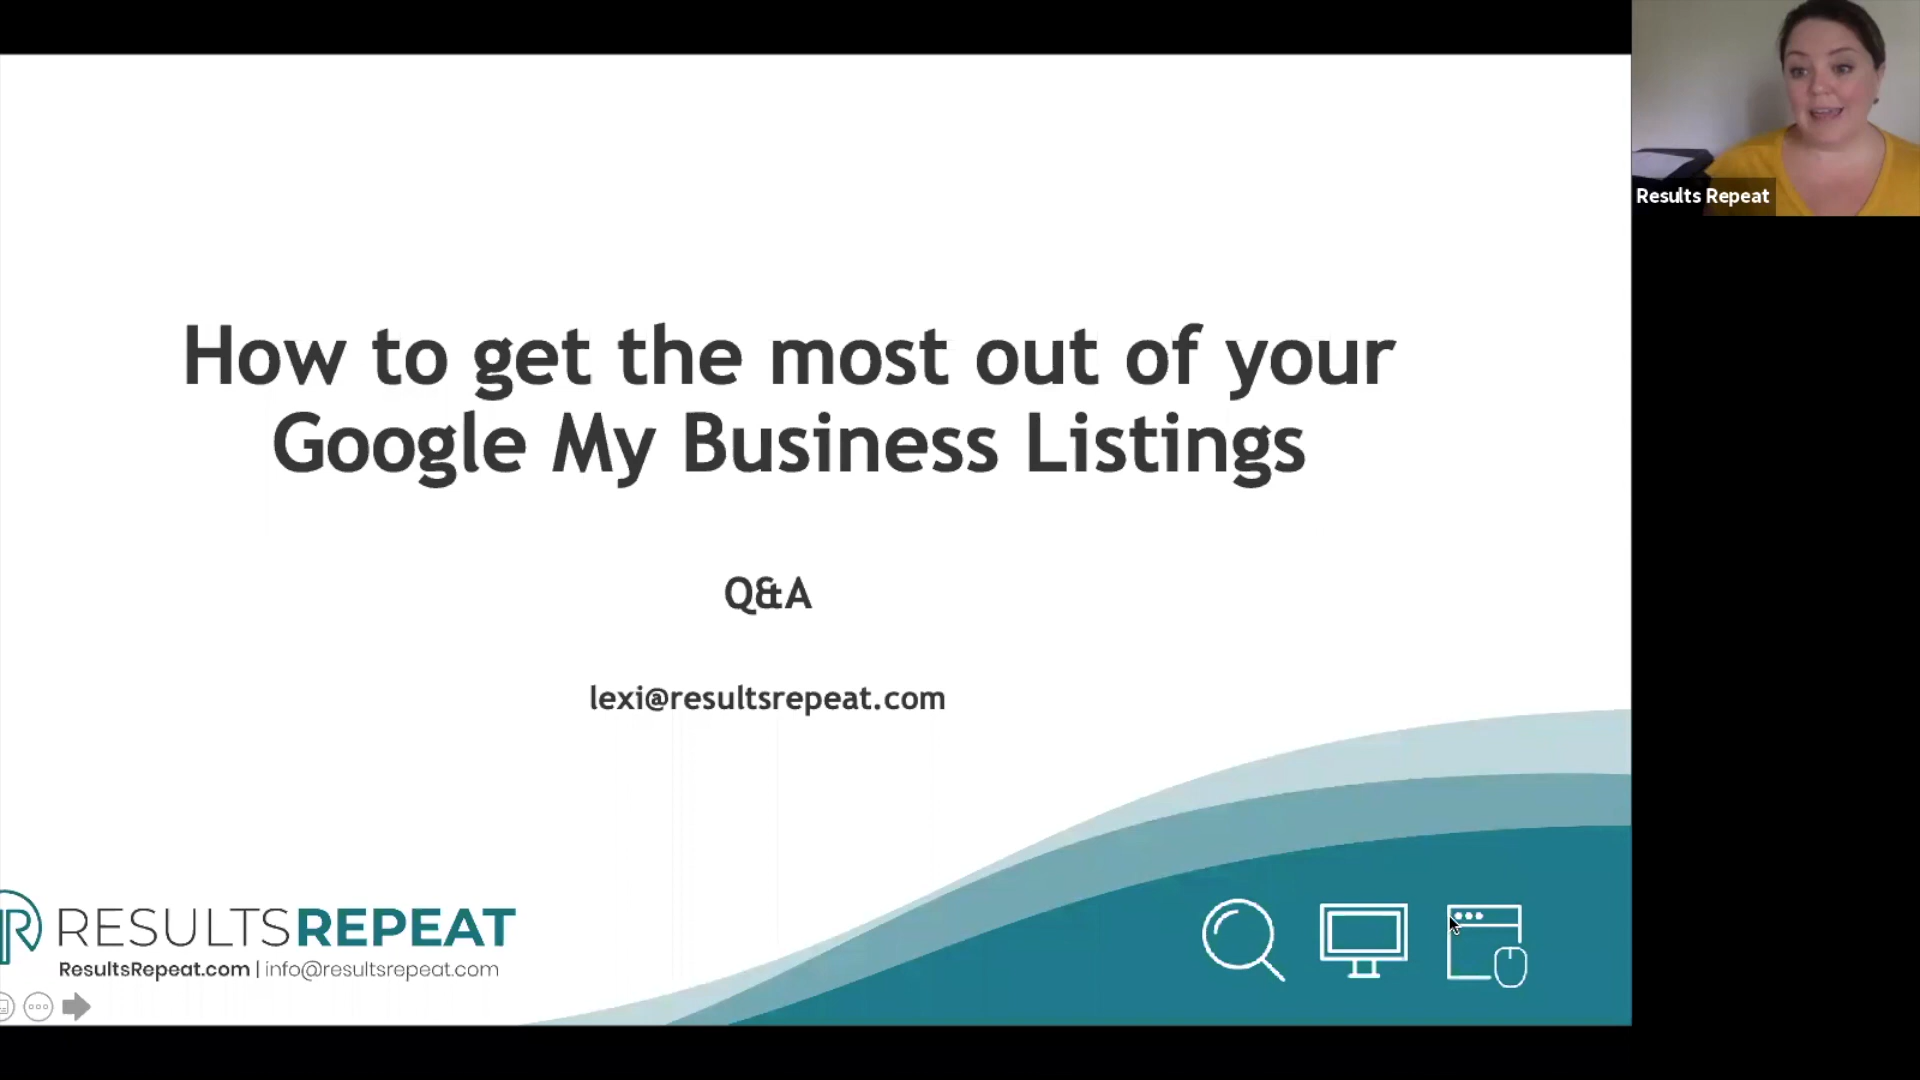 Results Repeat
How to get the most out of your
Google My Business Listings
Q&A
lexi@resultsrepeat.com
RESULTSREPEAT
ResultsRepeat.com | info@resultsrepeat.com